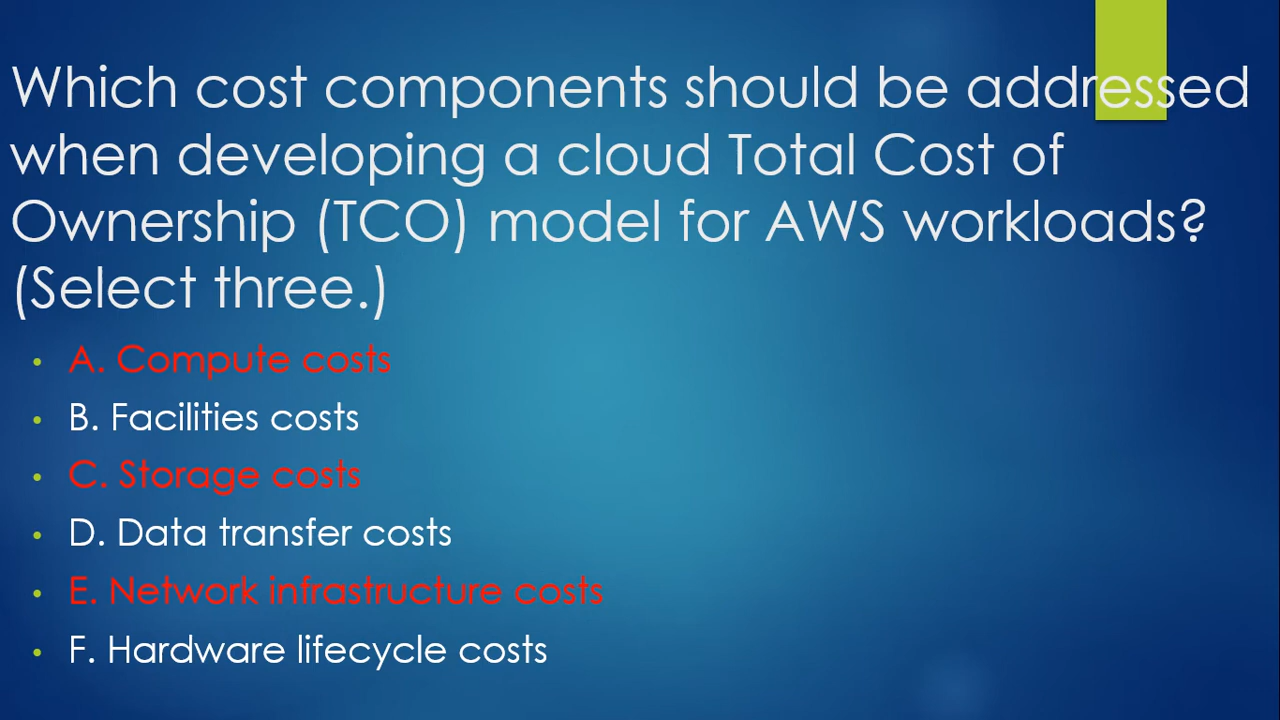 Which cost components should be addressed
when developing a cloud Total Cost of
Ownership (TCO) model for AWS workloads?
(Select three.)
• A. Compute costs
• B. Facilities costs
• C. Storage costs
• D. Data transfer costs
• E. Network infrastructure costs
• F. Hardware lifecycle costs